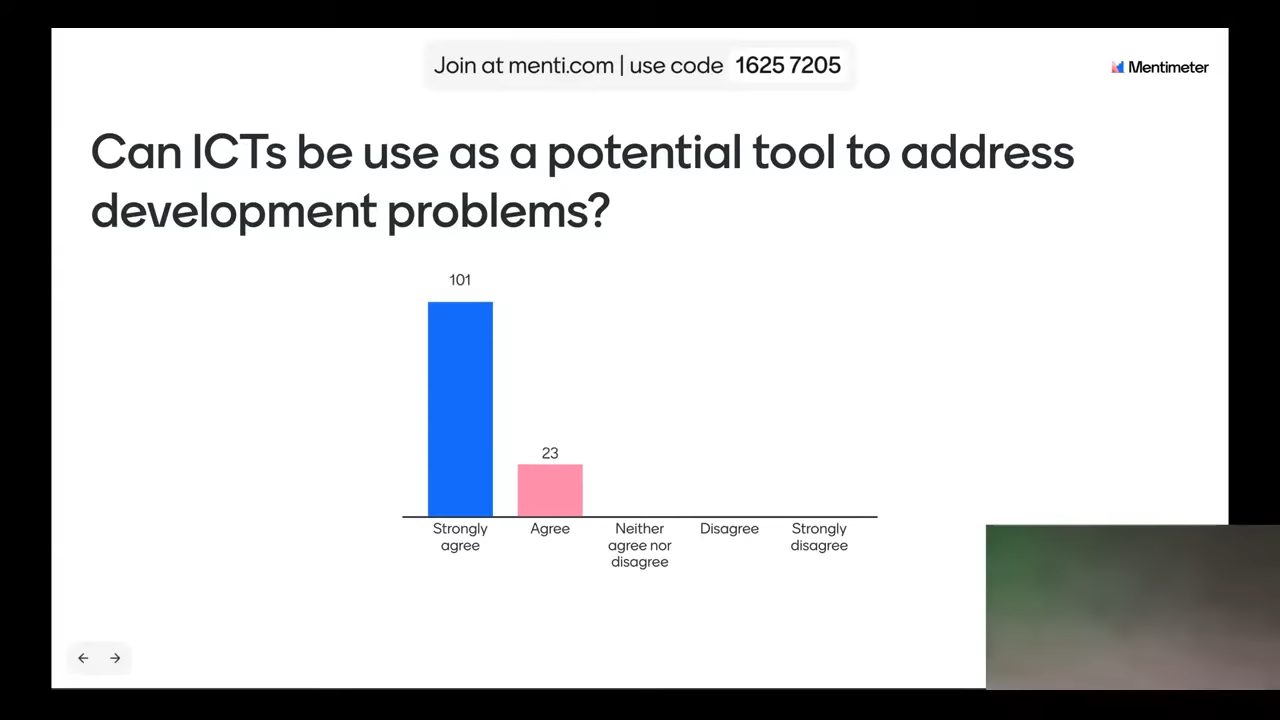 Join at menti.com | use code 1625 7205
Mentimeter
Can ICTs be use as a potential tool to address
development problems?
101
23
Strongly
agree
Agree
Neither
agree nor
disagree
Disagree
Strongly
disagree